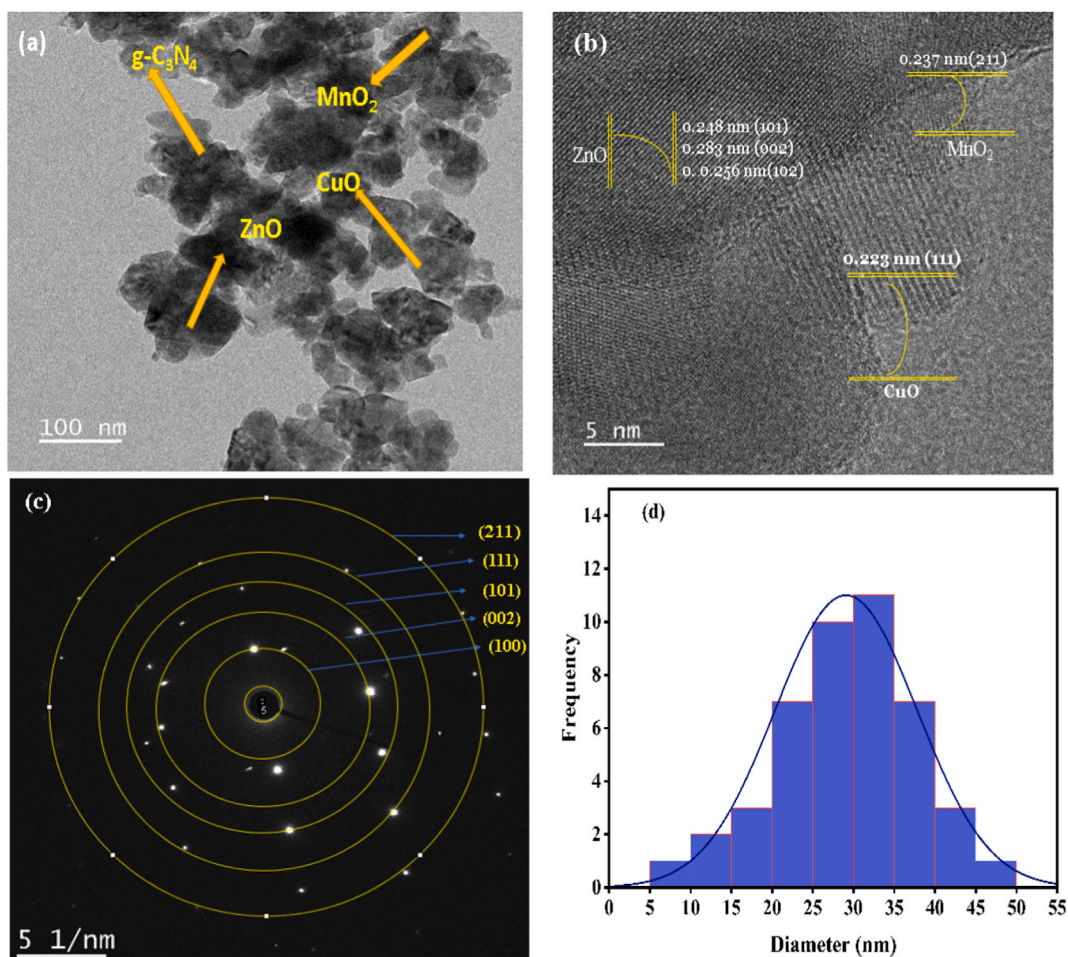 (a)
g-C₃N₄
MnO₂
CuO
ZnO
100 nm
(b)
0.237 nm(211)
MnO₂
ZnO
0.248 nm (101)
0.283 nm (002)
0. 0.256 nm(102)
0.223 nm (111)
CuO
5 nm
(c)
(211)
(111)
(101)
(002)
(100)
5
5 1/nm
(d)
Frequency
14
12
10
8
6
4
2
0
0 5 10 15 20 25 30 35 40 45 50 55
Diameter (nm)